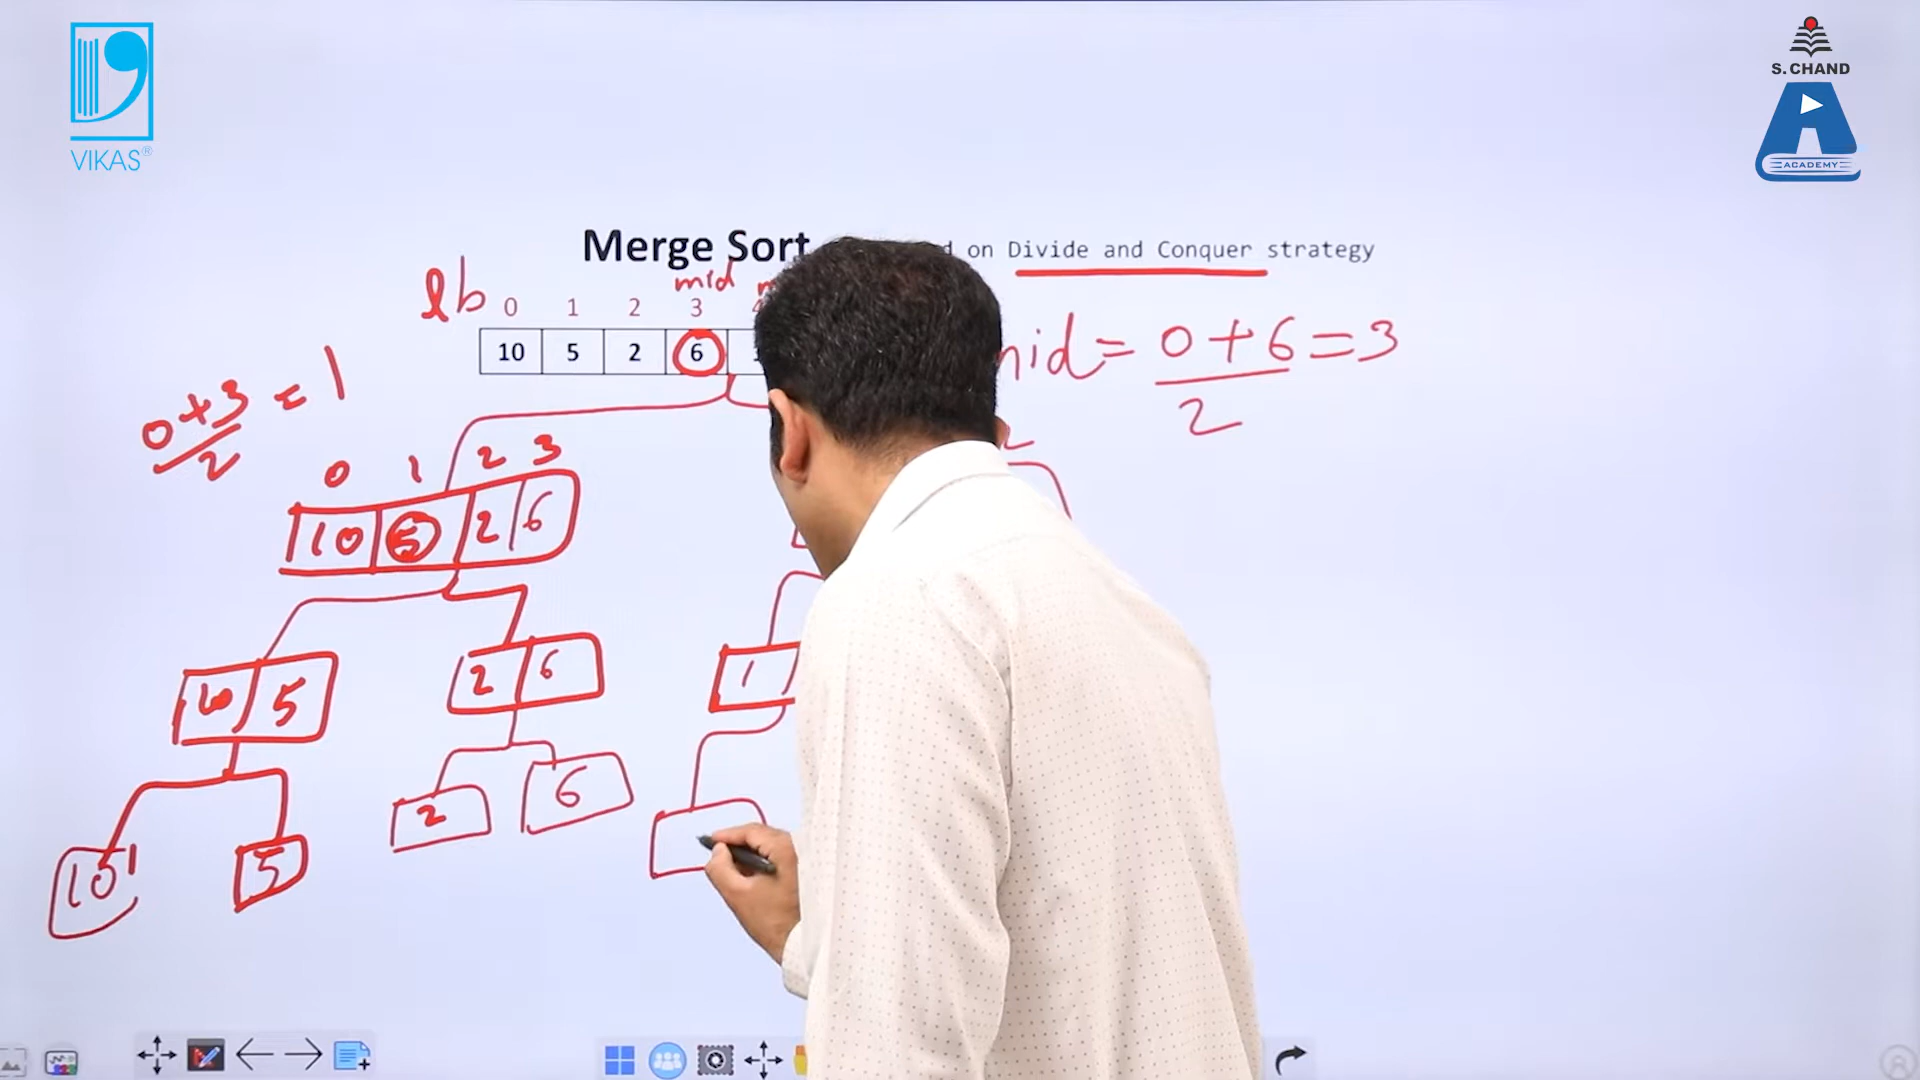 VIKAS®
S. CHAND
ACADEMY
Merge Sort on Divide and Conquer strategy
mid
lb 0 1 2 3
10 5 2 6
mid = 0+6 = 3
2
0+3 = 1
2
0 1 2 3
10 5 2 6
10 5 2 6 1
2 6
10 5